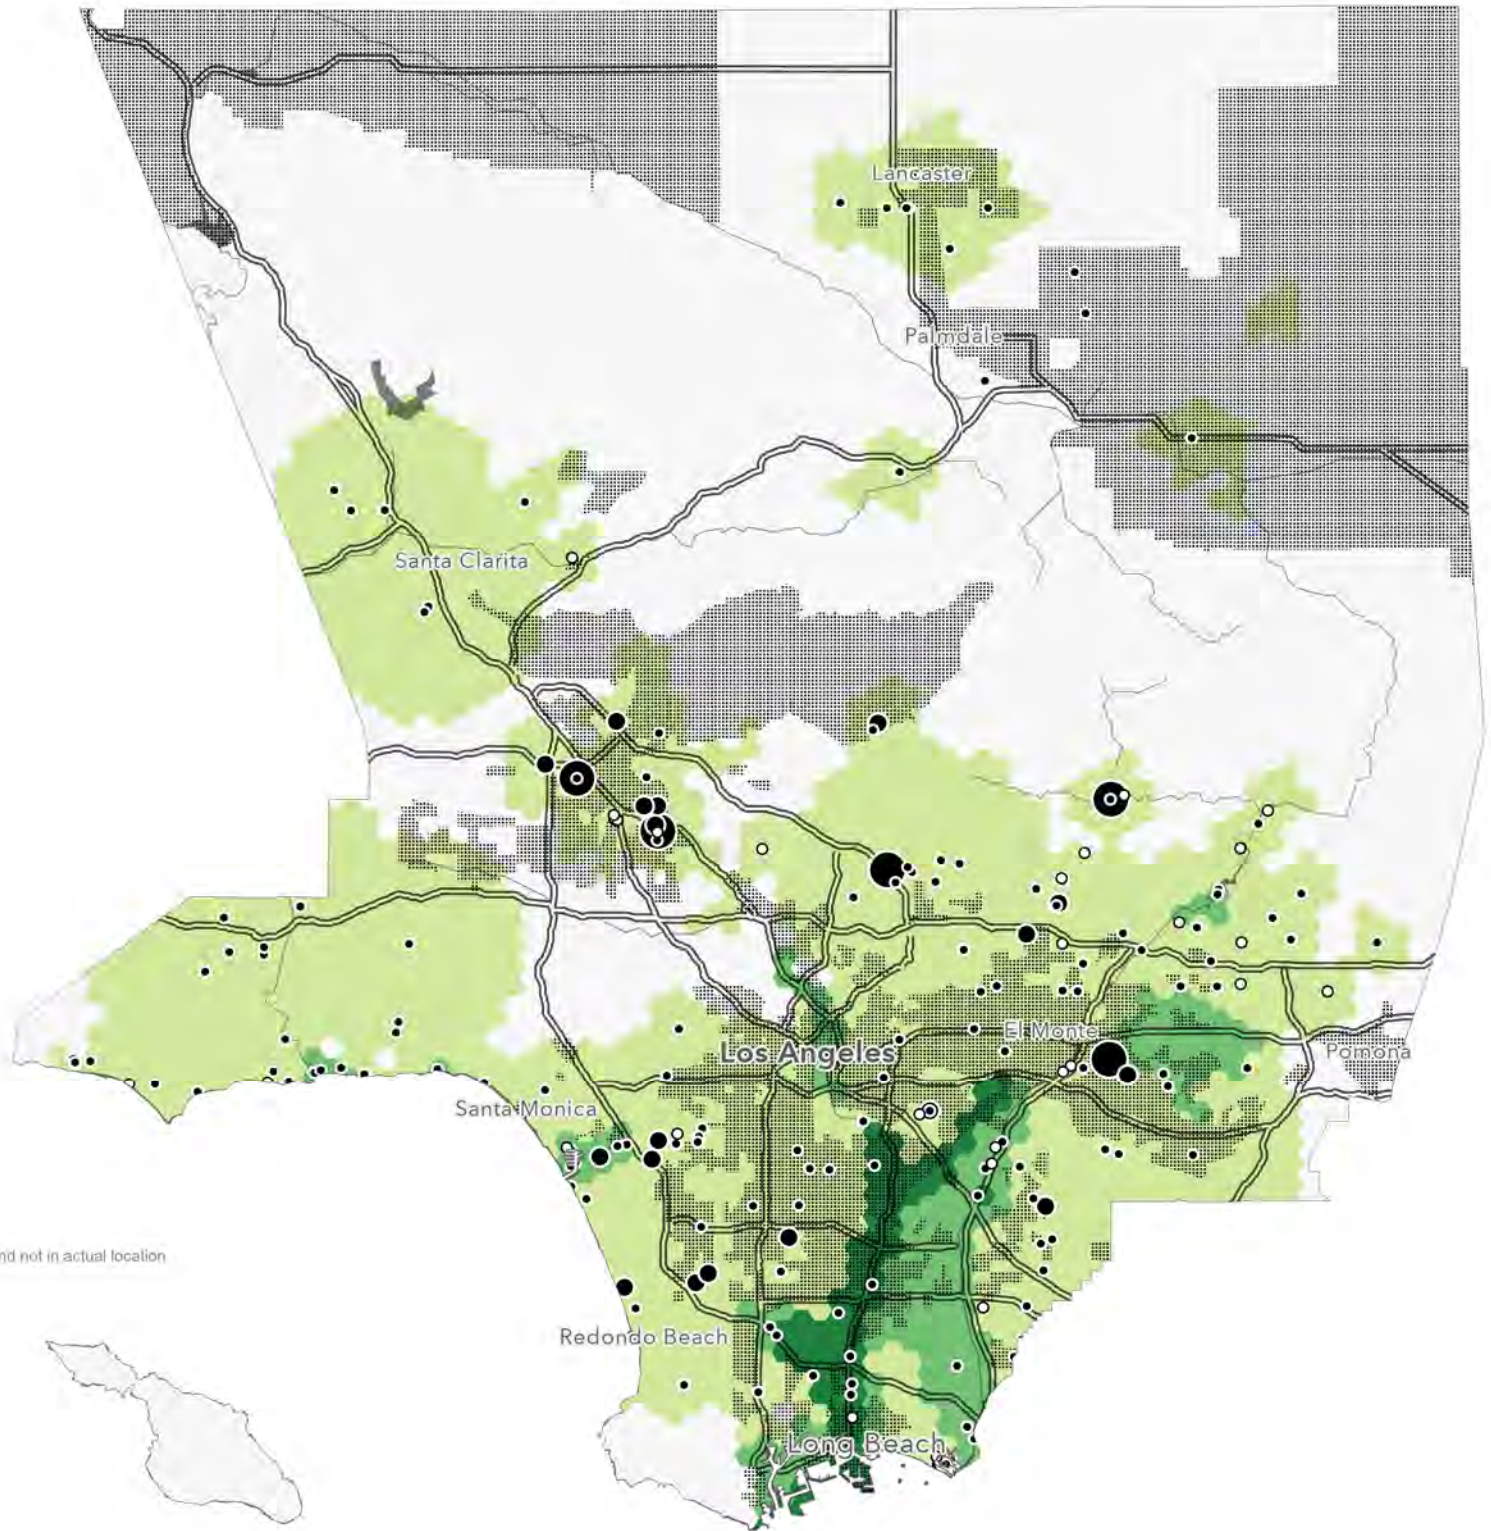 Lancaster
Palmdale
Santa Clarita
El Monte
Los Angeles
Pomona
Santa Monica
nd not in actual location
Redondo Beach
Long Beach